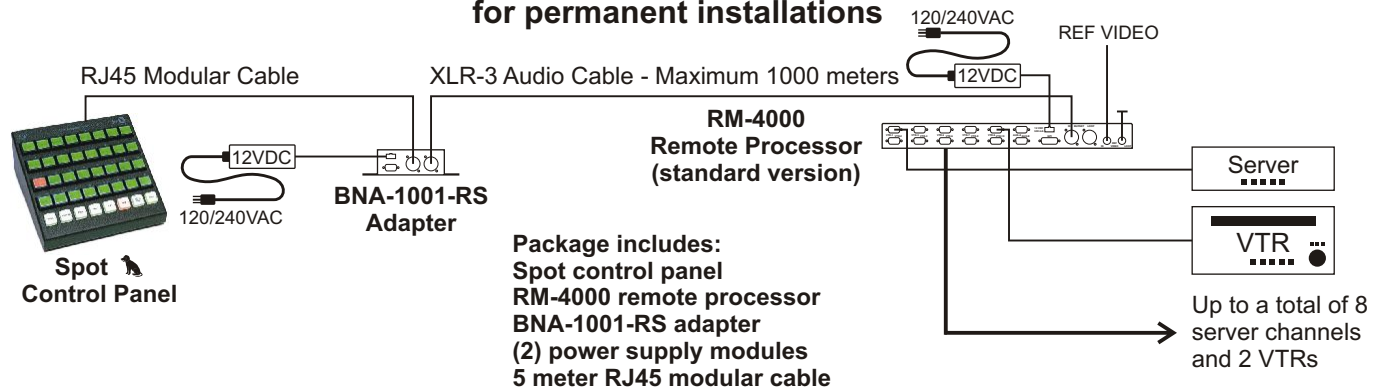 for permanent installations
120/240VAC
REF VIDEO
RJ45 Modular Cable
XLR-3 Audio Cable - Maximum 1000 meters
12VDC
RM-4000
Remote Processor
(standard version)
12VDC
120/240VAC
BNA-1001-RS
Adapter
Spot
Control Panel
Server
VTR
Package includes:
Spot control panel
RM-4000 remote processor
BNA-1001-RS adapter
(2) power supply modules
5 meter RJ45 modular cable
Up to a total of 8
server channels
and 2 VTRs